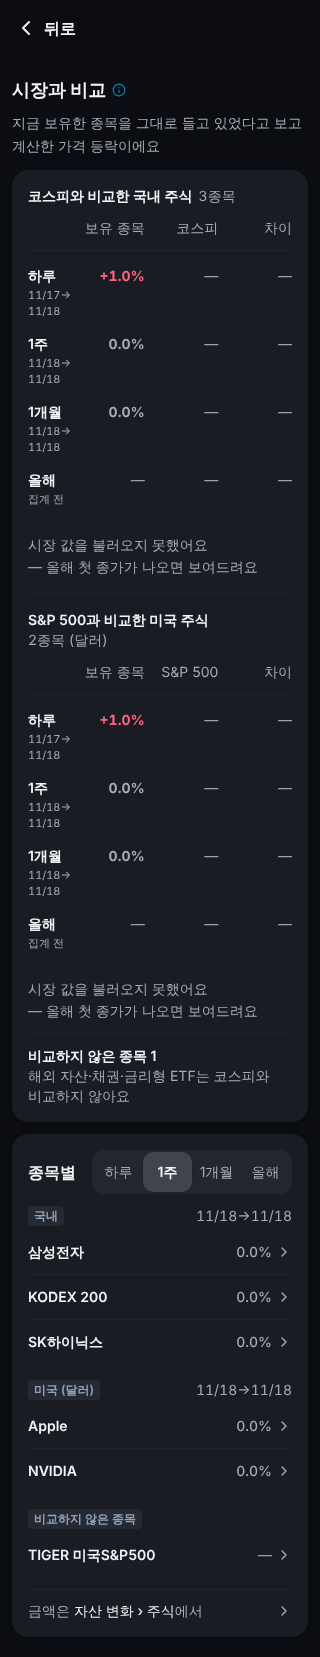 뒤로
시장과 비교
지금 보유한 종목을 그대로 들고 있었다고 보고
계산한 가격 등락이에요
코스피와 비교한 국내 주식 3종목
보유 종목 코스피 차이
하루 +1.0% — —
11/17→
11/18
1주 0.0% — —
11/18→
11/18
1개월 0.0% — —
11/18→
11/18
올해 — — —
집계 전
시장 값을 불러오지 못했어요
— 올해 첫 종가가 나오면 보여드려요
S&P 500과 비교한 미국 주식
2종목 (달러)
보유 종목 S&P 500 차이
하루 +1.0% — —
11/17→
11/18
1주 0.0% — —
11/18→
11/18
1개월 0.0% — —
11/18→
11/18
올해 — — —
집계 전
시장 값을 불러오지 못했어요
— 올해 첫 종가가 나오면 보여드려요
비교하지 않은 종목 1
해외 자산·채권·금리형 ETF는 코스피와
비교하지 않아요
종목별 하루 1주 1개월 올해
국내 11/18→11/18
삼성전자 0.0%
KODEX 200 0.0%
SK하이닉스 0.0%
미국 (달러) 11/18→11/18
Apple 0.0%
NVIDIA 0.0%
비교하지 않은 종목
TIGER 미국S&P500 —
금액은 자산 변화 › 주식에서